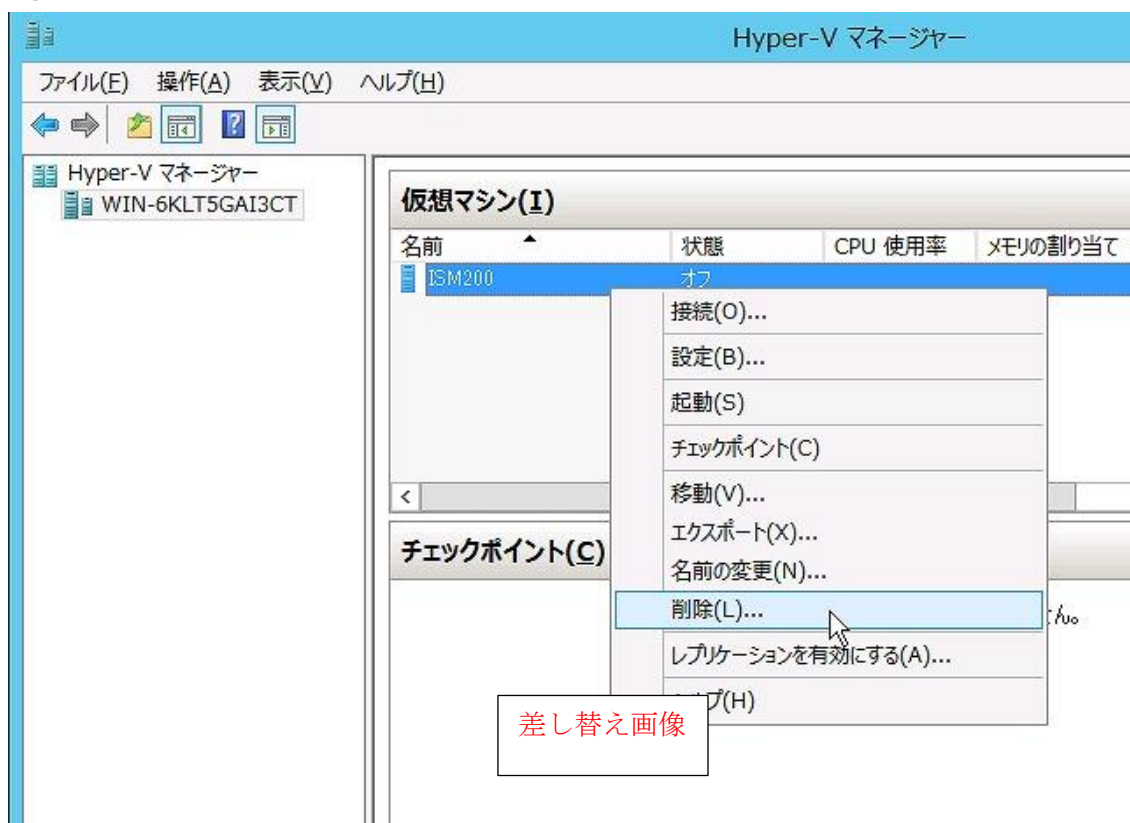 Hyper-V マネージャー
ファイル(F) 操作(A) 表示(V) ヘルプ(H)
Hyper-V マネージャー
WIN-6KLT5GAI3CT
仮想マシン(I)
名前 状態 CPU 使用率 メモリの割り当て
ISM200 オフ
接続(O)...
設定(B)...
起動(S)
チェックポイント(C)
移動(V)...
エクスポート(X)...
チェックポイント(C)
名前の変更(N)...
削除(L)...
ん。
レプリケーションを有効にする(A)...
プ(H)
差し替え画像